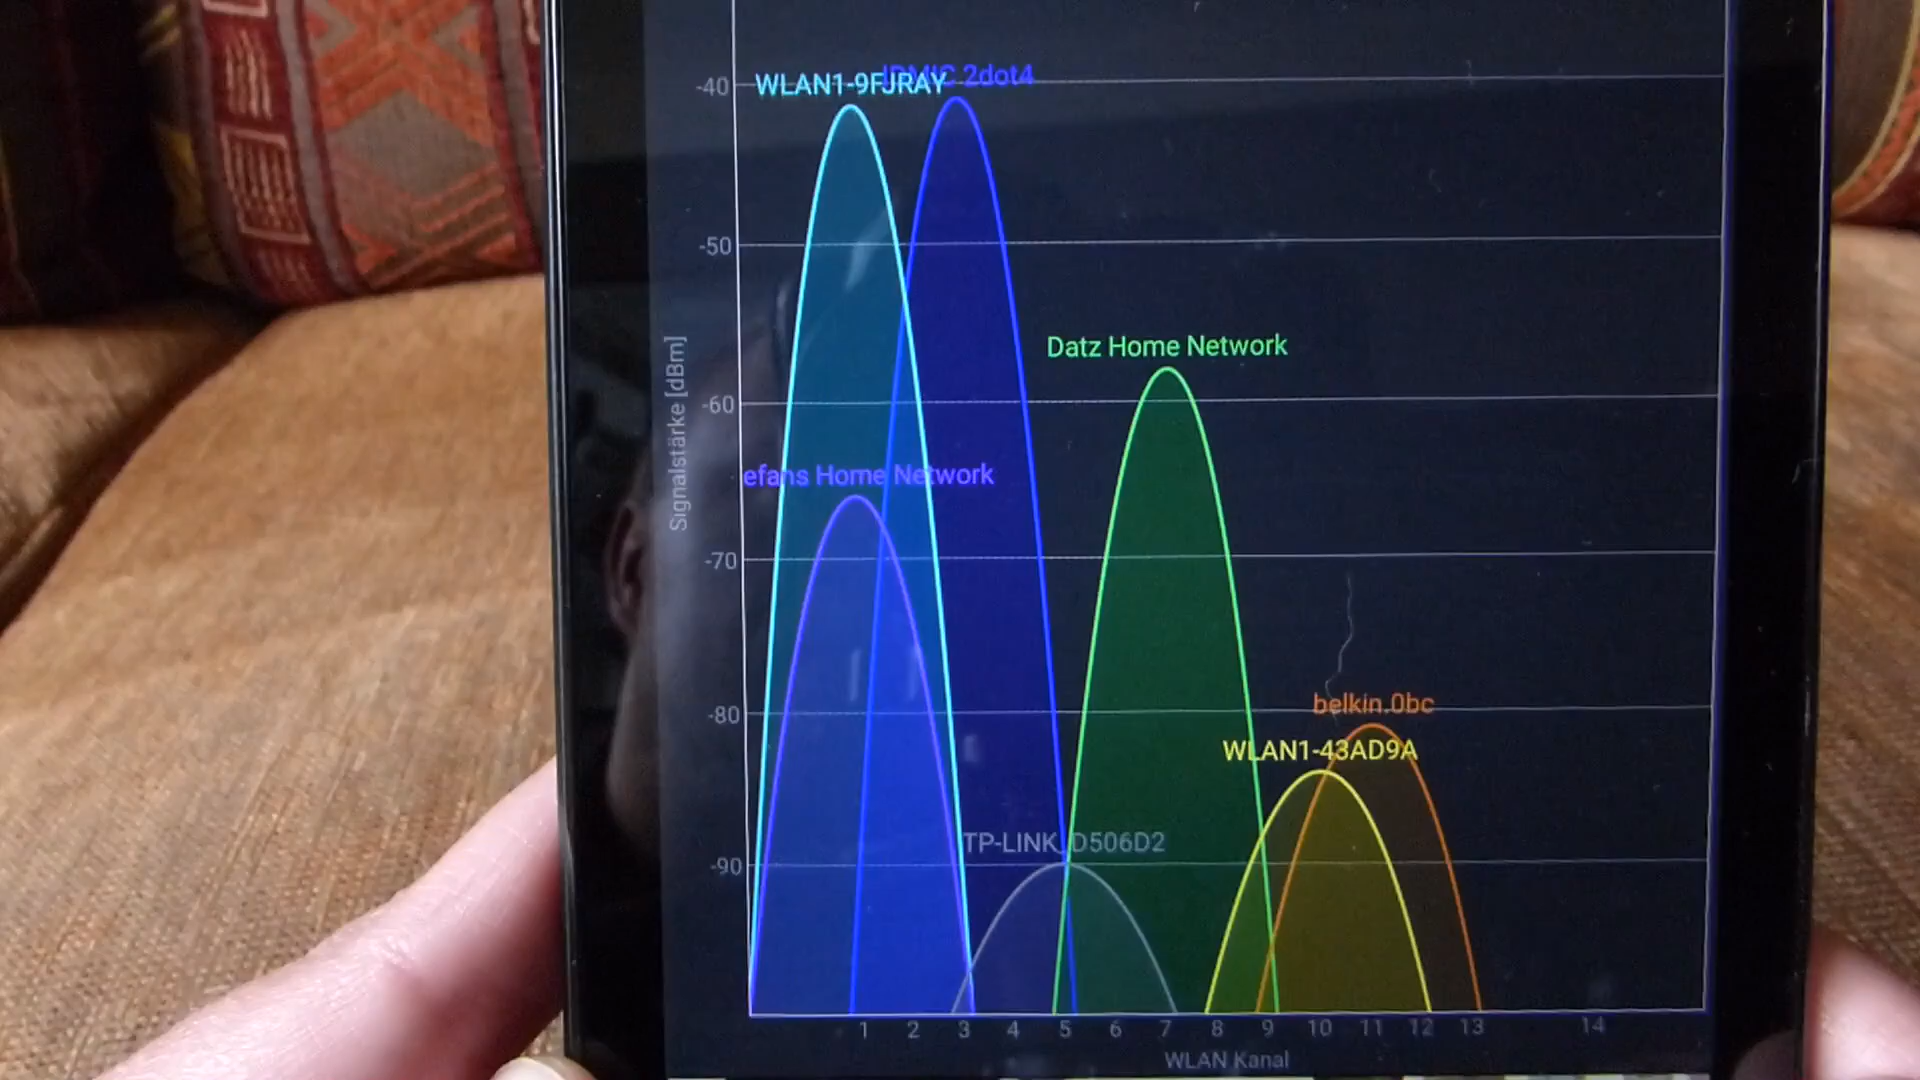 WLAN1-9FJRAY
2dot4
-40
-50
Datz Home Network
-60
efans Home Network
-70
Signalstärke [dBm]
belkin.0bc
-80
WLAN1-43AD9A
TP-LINK_D506D2
-90
1 2 3 4 5 6 7 8 9 10 11 12 13 14
WLAN Kanal